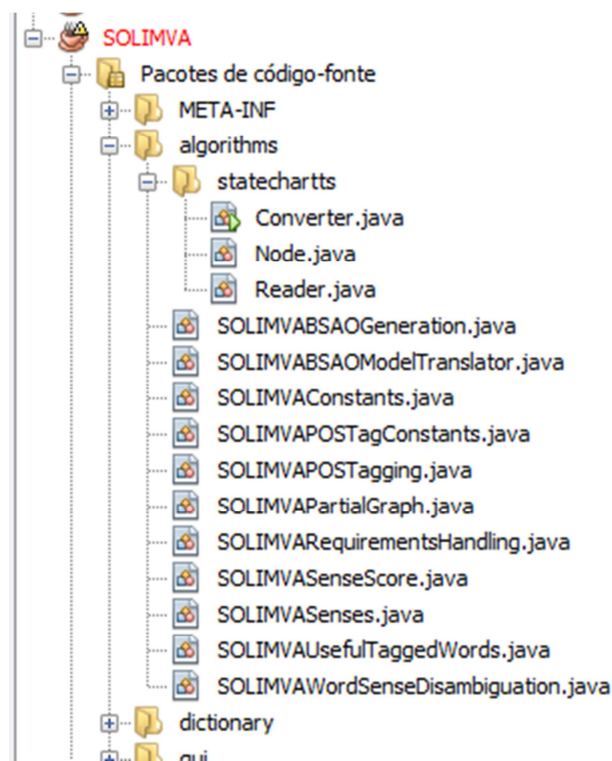 SOLIMVA
Pacotes de código-fonte
META-INF
algorithms
statechartts
Converter.java
Node.java
Reader.java
SOLIMVABSAOGeneration.java
SOLIMVABSAOModelTranslator.java
SOLIMVAConstants.java
SOLIMVAPOSTagConstants.java
SOLIMVAPOSTagging.java
SOLIMVAPartialGraph.java
SOLIMVARequirementsHandling.java
SOLIMVASenseScore.java
SOLIMVASenses.java
SOLIMVAUsefulTaggedWords.java
SOLIMVAWordSenseDisambiguation.java
dictionary
gui